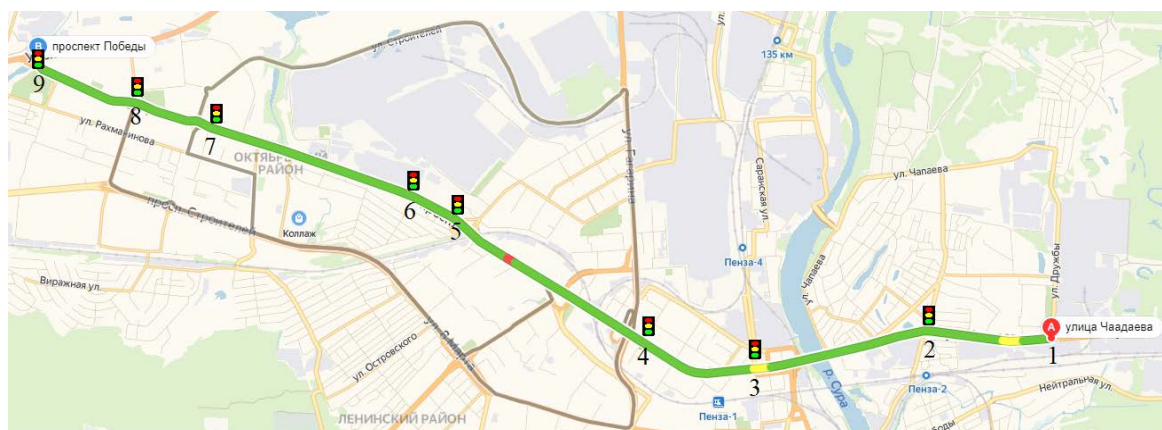 проспект Победы
B
ул. Строителей
135 км
9
8
7
ул. Рахманинова
ОКТЯБРЬСКИЙ
РАЙОН
ул. Гагарина
Саранская ул.
ул. Чапаева
6
5
просп. Строителей
Коллаж
Пенза-4
ул. Чапаева
ул. Дружбы
Виражная ул.
A
улица Чаадаева
4
2
1
ул. Островского
3
р. Сура
Пенза-2
Нейтральная ул.
Пенза-1
ЛЕНИНСКИЙ РАЙОН